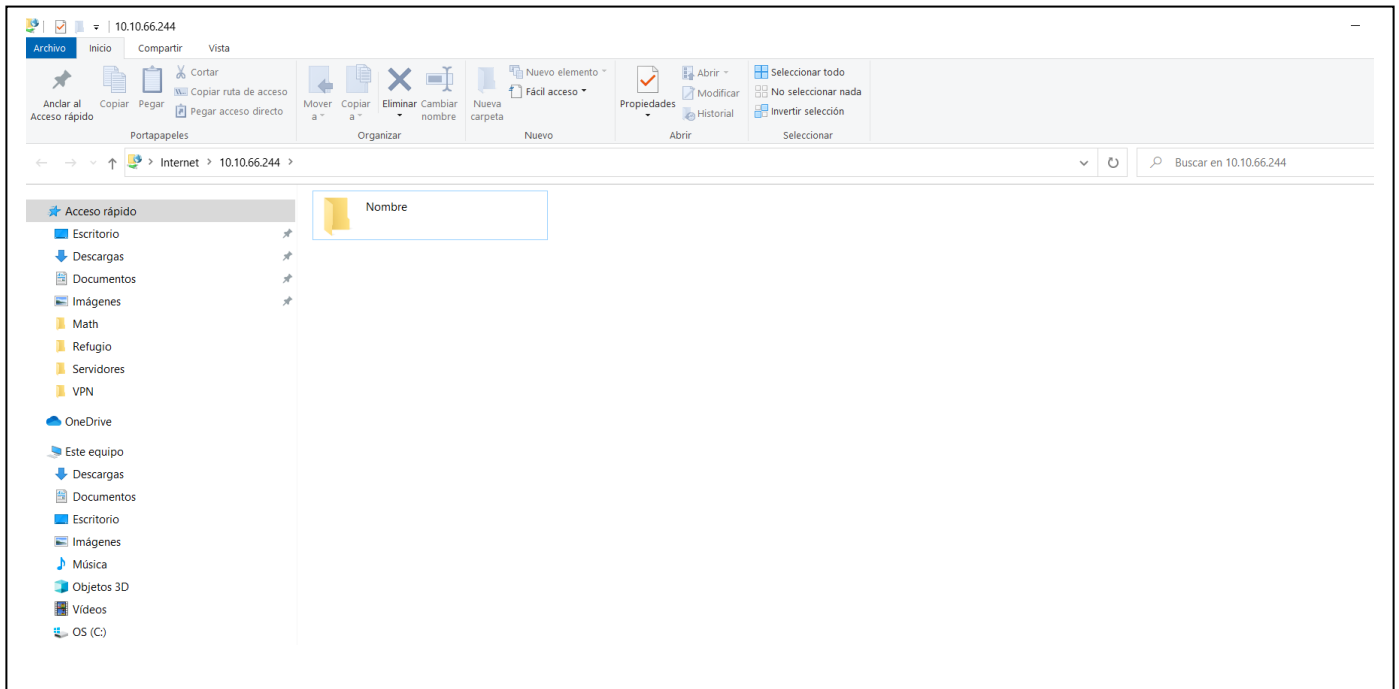 10.10.66.244
Archivo Inicio Compartir Vista
Anclar al Acceso rápido
Copiar
Pegar
Cortar
Copiar ruta de acceso
Pegar acceso directo
Portapapeles
Mover a
Copiar a
Eliminar
Cambiar nombre
Organizar
Nueva carpeta
Nuevo elemento
Fácil acceso
Nuevo
Propiedades
Abrir
Modificar
Historial
Abrir
Seleccionar todo
No seleccionar nada
Invertir selección
Seleccionar
Internet > 10.10.66.244 >
Buscar en 10.10.66.244
Acceso rápido
Escritorio
Descargas
Documentos
Imágenes
Math
Refugio
Servidores
VPN
OneDrive
Este equipo
Descargas
Documentos
Escritorio
Imágenes
Música
Objetos 3D
Vídeos
OS (C:)
Nombre